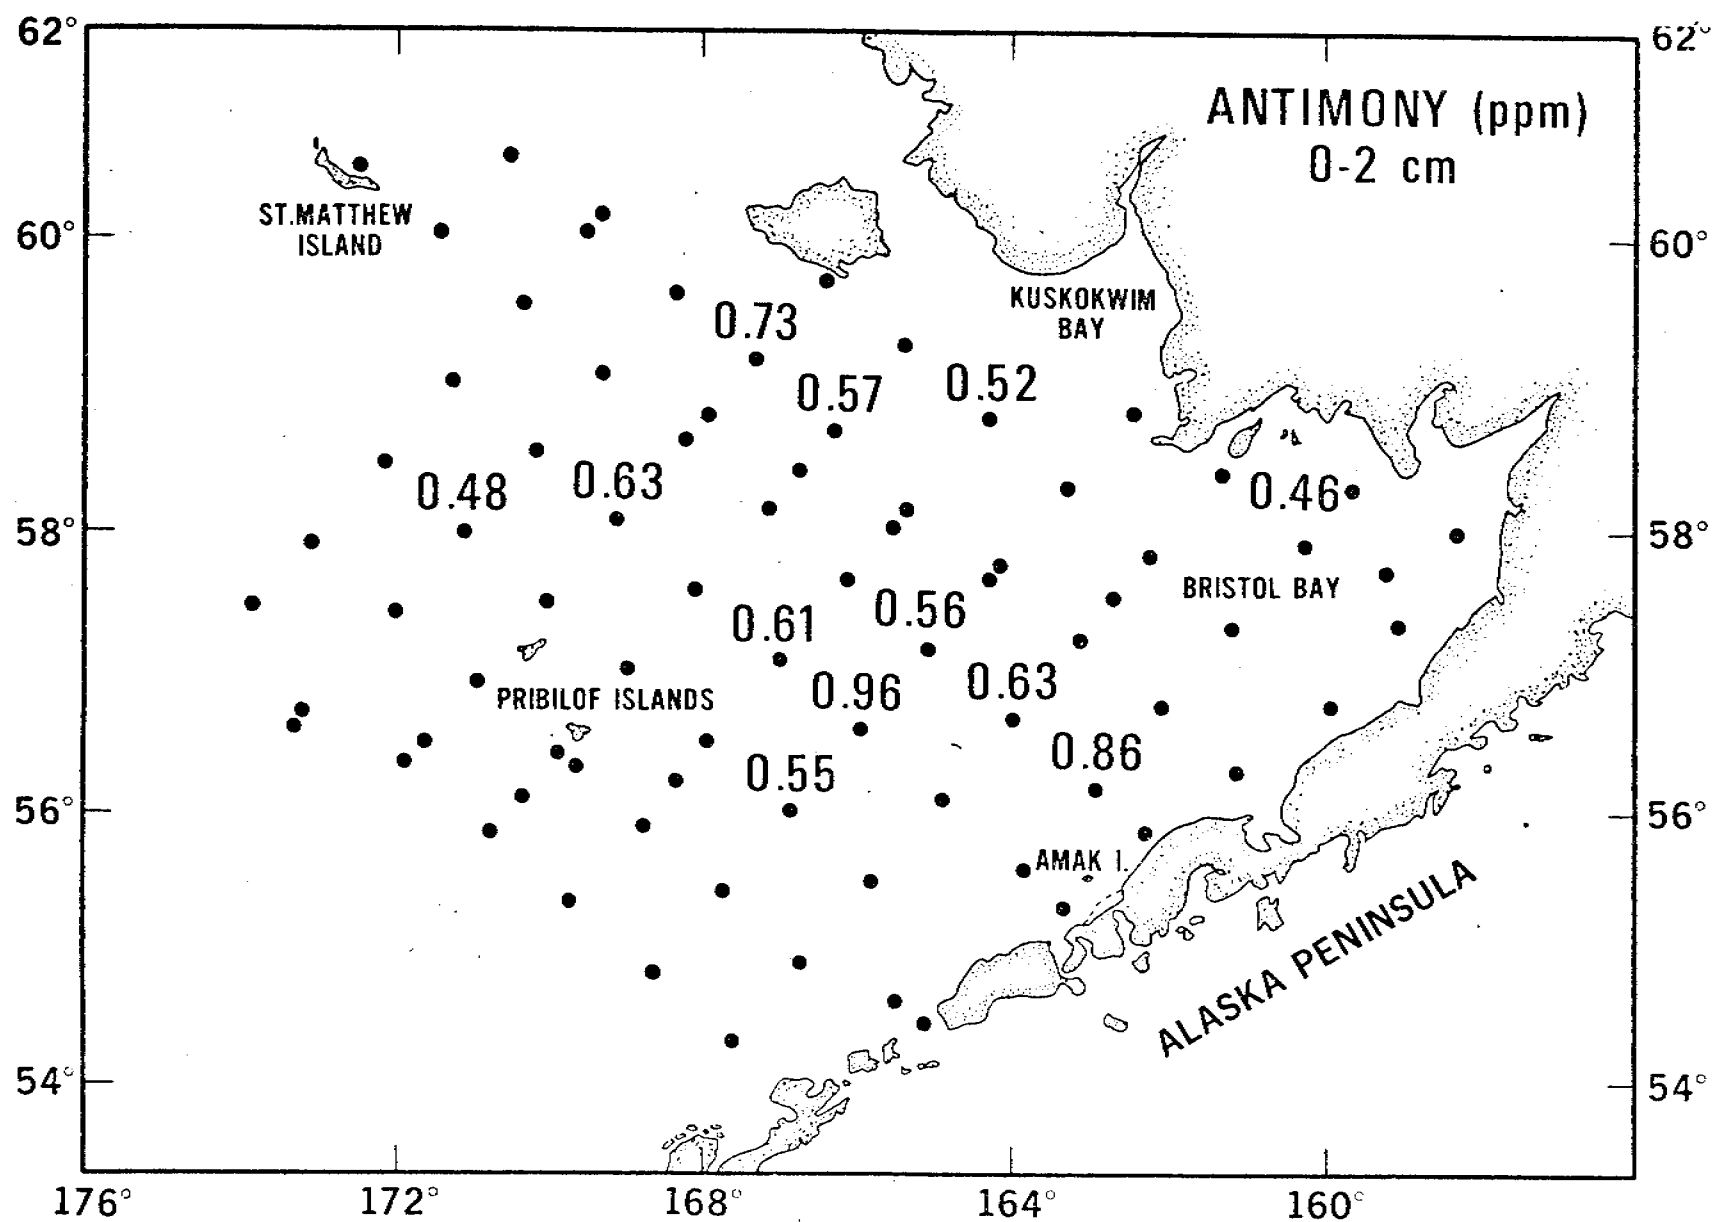 62°
62°
ANTIMONY (ppm)
0-2 cm
ST.MATTHEW
ISLAND
60°
60°
KUSKOKWIM
BAY
0.73
0.57
0.52
0.48
0.63
0.46
58°
58°
BRISTOL BAY
0.61
0.56
0.96
0.63
PRIBILOF ISLANDS
0.86
0.55
56°
56°
AMAK I.
ALASKA PENINSULA
54°
54°
176°
172°
168°
164°
160°